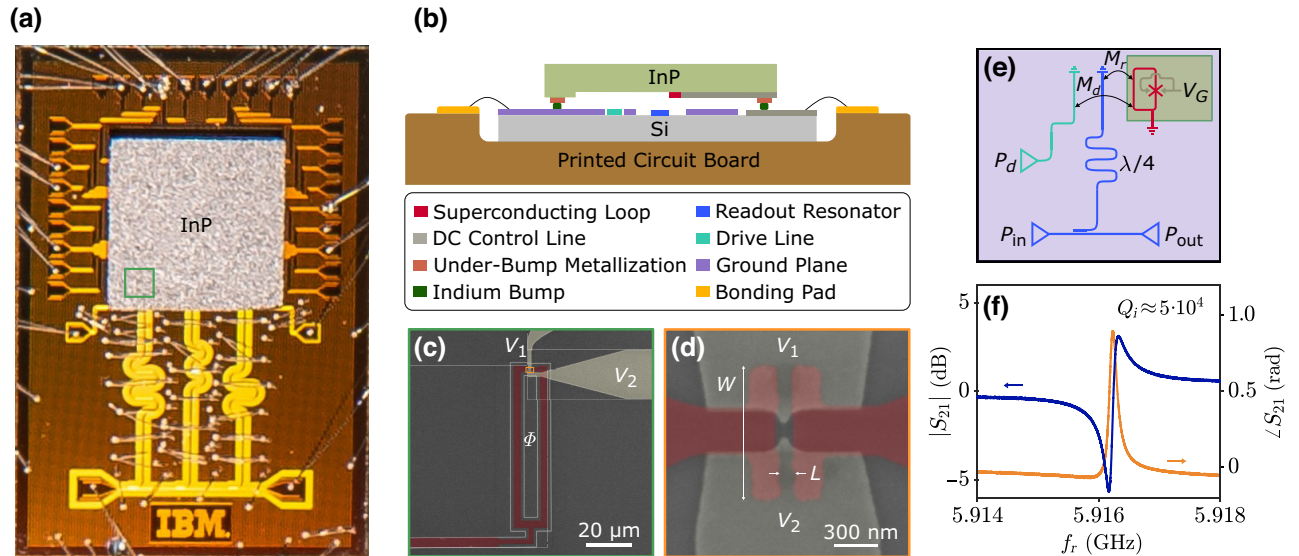 (a)
InP
IBM
(b)
InP
Si
Printed Circuit Board
Superconducting Loop
DC Control Line
Under-Bump Metallization
Indium Bump
Readout Resonator
Drive Line
Ground Plane
Bonding Pad
(c)
V1
V2
Φ
20 μm
(d)
V1
W
L
V2
300 nm
(e)
Mr
Md
VG
Pd
λ/4
Pin
Pout
(f)
Qi≈5·10⁴
|S21| (dB)
5
0
−5
∠S21 (rad)
1.0
0.5
0
5.914
5.916
5.918
fr (GHz)